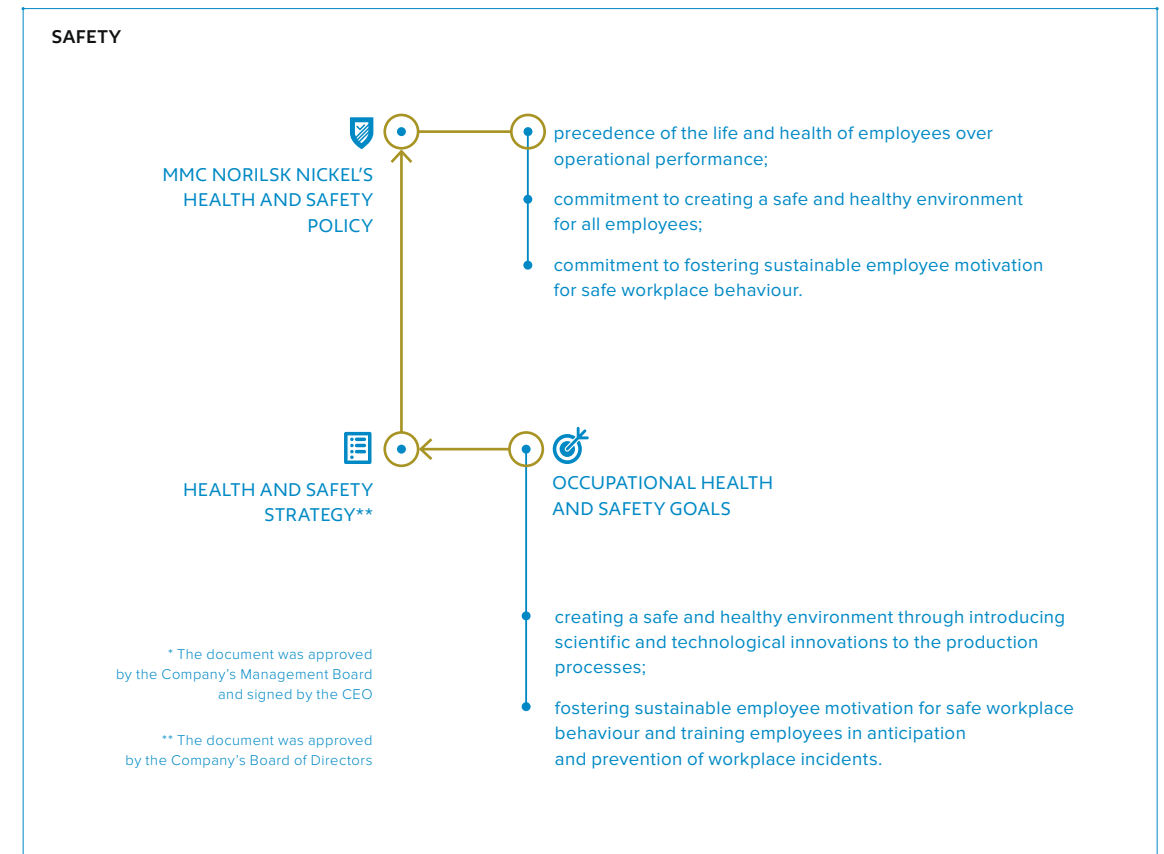 SAFETY
MMC NORILSK NICKEL’S
HEALTH AND SAFETY
POLICY
precedence of the life and health of employees over
operational performance;
commitment to creating a safe and healthy environment
for all employees;
commitment to fostering sustainable employee motivation
for safe workplace behaviour.
HEALTH AND SAFETY
STRATEGY**
OCCUPATIONAL HEALTH
AND SAFETY GOALS
creating a safe and healthy environment through introducing
scientific and technological innovations to the production
processes;
fostering sustainable employee motivation for safe workplace
behaviour and training employees in anticipation
and prevention of workplace incidents.
* The document was approved
by the Company’s Management Board
and signed by the CEO
** The document was approved
by the Company’s Board of Directors